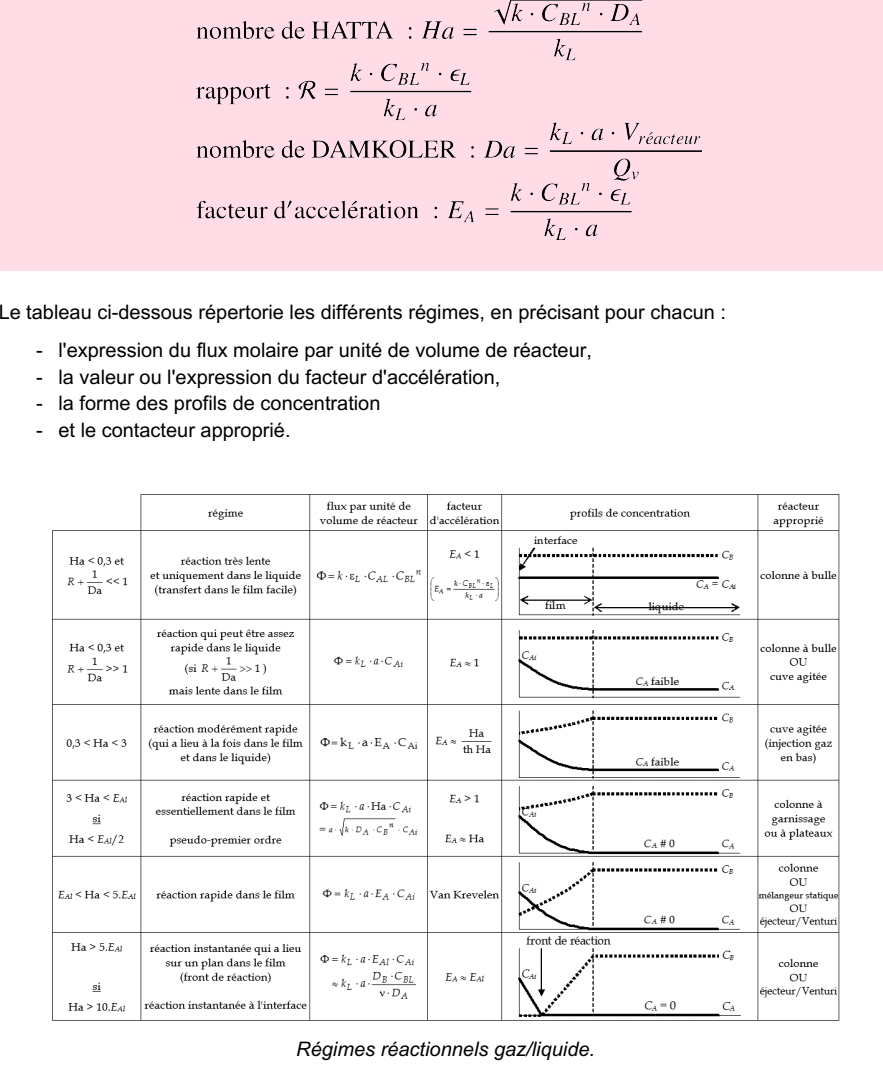 nombre de HATTA : Ha = √(k · C_BL^n · D_A) / k_L
rapport : ℛ = (k · C_BL^n · ϵ_L) / (k_L · a)
nombre de DAMKOLER : Da = (k_L · a · V_réacteur) / Q_v
facteur d'accelération : E_A = (k · C_BL^n · ϵ_L) / (k_L · a)
Le tableau ci-dessous répertorie les différents régimes, en précisant pour chacun :
- l'expression du flux molaire par unité de volume de réacteur,
- la valeur ou l'expression du facteur d'accélération,
- la forme des profils de concentration
- et le contacteur approprié.
régime
flux par unité de
volume de réacteur
facteur
d'accélération
profils de concentration
réacteur
approprié
Ha < 0,3 et
R + 1/Da << 1
réaction très lente
et uniquement dans le liquide
(transfert dans le film facile)
Φ = k · ε_L · C_AL · C_BL^n
E_A < 1
(E_A = (k · C_BL^n · ε_L) / (k_L · a))
interface
C_B
C_A = C_Ai
film
liquide
colonne à bulle
Ha < 0,3 et
R + 1/Da >> 1
réaction qui peut être assez
rapide dans le liquide
(si R + 1/Da >> 1)
mais lente dans le film
Φ = k_L · a · C_Ai
E_A ≈ 1
C_B
C_Ai
C_A faible
C_A
colonne à bulle
OU
cuve agitée
0,3 < Ha < 3
réaction modérément rapide
(qui a lieu à la fois dans le film
et dans le liquide)
Φ = k_L · a · E_A · C_Ai
E_A ≈ Ha / th Ha
C_B
C_Ai
C_A faible
C_A
cuve agitée
(injection gaz
en bas)
3 < Ha < E_AI
si
Ha < E_AI/2
réaction rapide et
essentiellement dans le film
pseudo-premier ordre
Φ = k_L · a · Ha · C_Ai
= a · √(k · D_A · C_B^n) · C_Ai
E_A > 1
E_A ≈ Ha
C_B
C_Ai
C_A # 0
C_A
colonne à
garnissage
ou à plateaux
E_AI < Ha < 5.E_AI
réaction rapide dans le film
Φ = k_L · a · E_A · C_Ai
Van Krevelen
C_B
C_Ai
C_A # 0
C_A
colonne
OU
mélangeur statique
OU
éjecteur/Venturi
Ha > 5.E_AI
si
Ha > 10.E_AI
réaction instantanée qui a lieu
sur un plan dans le film
(front de réaction)
réaction instantanée à l'interface
Φ = k_L · a · E_AI · C_Ai
≈ k_L · a · (D_B · C_BL) / (ν · D_A)
E_A ≈ E_AI
front de réaction
C_B
C_Ai
C_A = 0
C_A
colonne
OU
éjecteur/Venturi
Régimes réactionnels gaz/liquide.